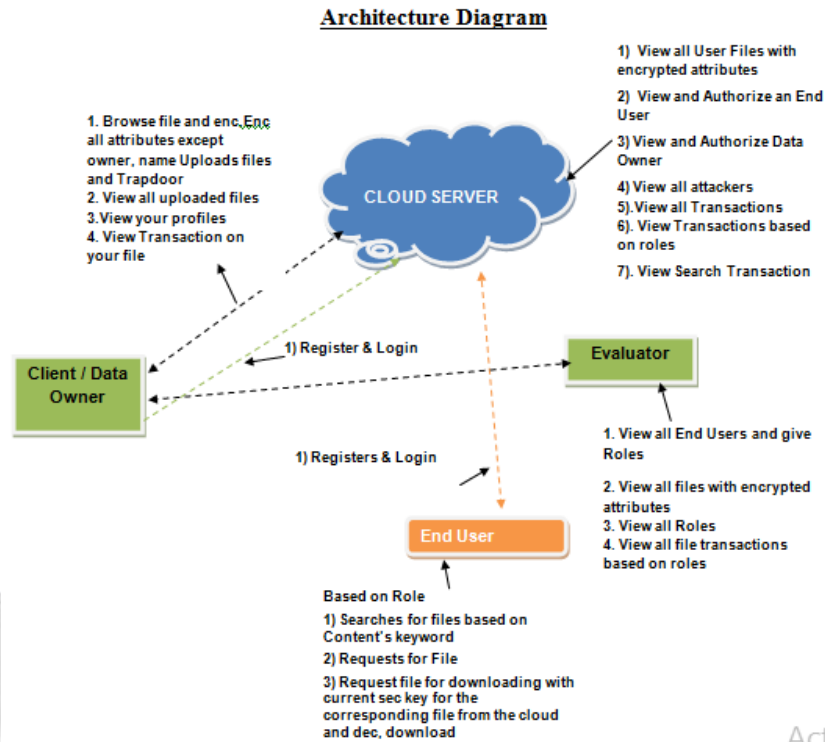 Architecture Diagram
1) View all User Files with
encrypted attributes
2) View and Authorize an End
User
3) View and Authorize Data
Owner
4) View all attackers
5).View all Transactions
6). View Transactions based
on roles
7). View Search Transaction
1. Browse file and enc,Enc
all attributes except
owner, name Uploads files
and Trapdoor
2. View all uploaded files
3.View your profiles
4. View Transaction on
your file
CLOUD SERVER
1) Register & Login
Client / Data
Owner
Evaluator
1. View all End Users and give
Roles
2. View all files with encrypted
attributes
3. View all Roles
4. View all file transactions
based on roles
1) Registers & Login
End User
Based on Role
1) Searches for files based on
Content's keyword
2) Requests for File
3) Request file for downloading with
current sec key for the
corresponding file from the cloud
and dec, download
Act